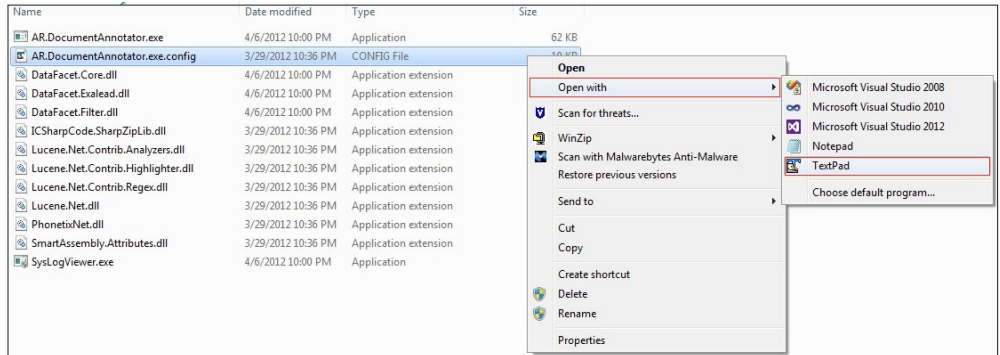 Name Date modified Type Size
AR.DocumentAnnotator.exe 4/6/2012 10:00 PM Application 62 KB
AR.DocumentAnnotator.exe.config 3/29/2012 10:36 PM CONFIG File 10 KB
DataFacet.Core.dll 4/6/2012 10:00 PM Application extension
DataFacet.Exalead.dll 4/6/2012 10:00 PM Application extension
DataFacet.Filter.dll 4/6/2012 10:00 PM Application extension
ICSharpCode.SharpZipLib.dll 3/29/2012 10:36 PM Application extension
Lucene.Net.Contrib.Analyzers.dll 3/29/2012 10:36 PM Application extension
Lucene.Net.Contrib.Highlighter.dll 3/29/2012 10:36 PM Application extension
Lucene.Net.Contrib.Regex.dll 3/29/2012 10:36 PM Application extension
Lucene.Net.dll 3/29/2012 10:36 PM Application extension
PhonetixNet.dll 3/29/2012 10:36 PM Application extension
SmartAssembly.Attributes.dll 3/29/2012 10:36 PM Application extension
SysLogViewer.exe 4/6/2012 10:00 PM Application
Open
Open with
Scan for threats...
WinZip
Scan with Malwarebytes Anti-Malware
Restore previous versions
Send to
Cut
Copy
Create shortcut
Delete
Rename
Properties
Microsoft Visual Studio 2008
Microsoft Visual Studio 2010
Microsoft Visual Studio 2012
Notepad
TextPad
Choose default program...